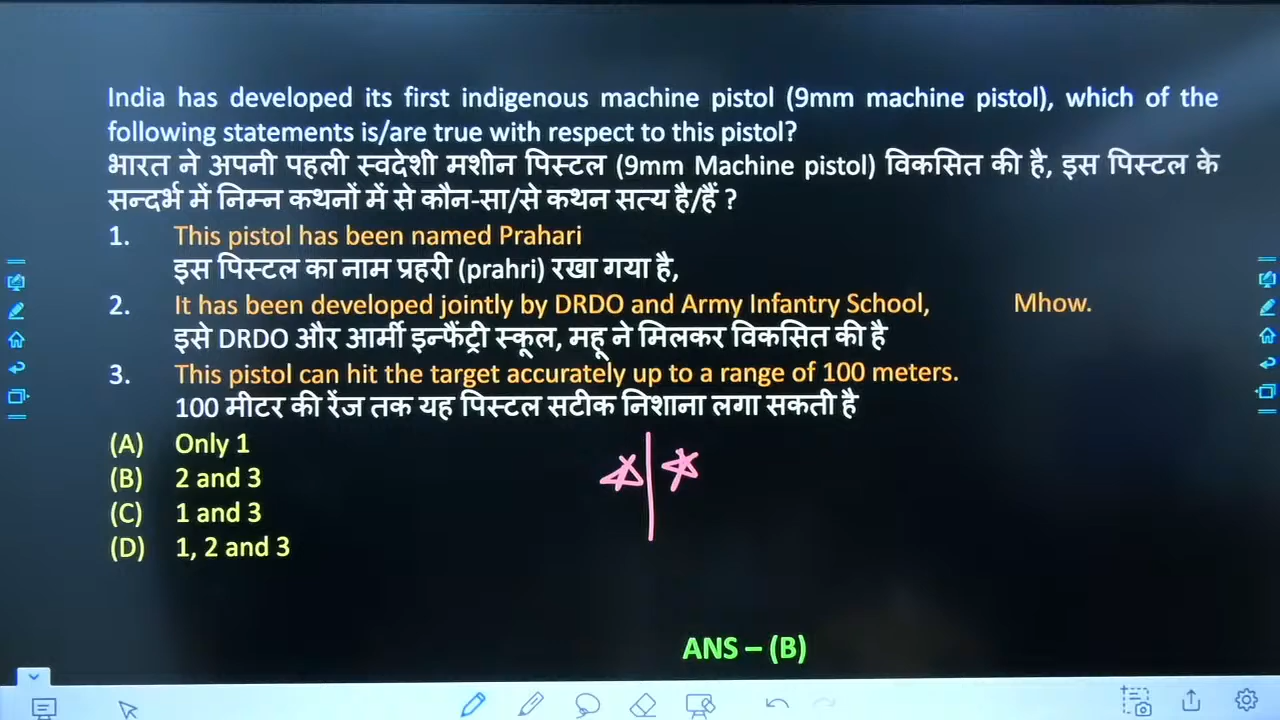 India has developed its first indigenous machine pistol (9mm machine pistol), which of the
following statements is/are true with respect to this pistol?
भारत ने अपनी पहली स्वदेशी मशीन पिस्टल (9mm Machine pistol) विकसित की है, इस पिस्टल के
सन्दर्भ में निम्न कथनों में से कौन-सा/से कथन सत्य है/हैं ?
1. This pistol has been named Prahari
इस पिस्टल का नाम प्रहरी (prahri) रखा गया है,
2. It has been developed jointly by DRDO and Army Infantry School, Mhow.
इसे DRDO और आर्मी इन्फैंट्री स्कूल, महू ने मिलकर विकसित की है
3. This pistol can hit the target accurately up to a range of 100 meters.
100 मीटर की रेंज तक यह पिस्टल सटीक निशाना लगा सकती है
(A) Only 1
(B) 2 and 3
(C) 1 and 3
(D) 1, 2 and 3
ANS – (B)